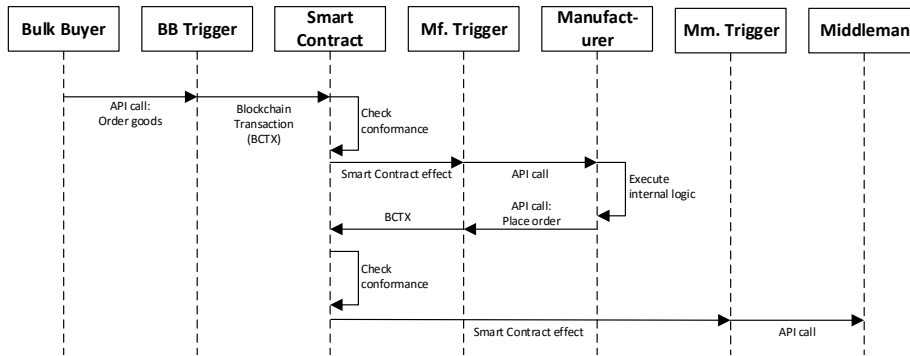 Bulk Buyer
BB Trigger
Smart
Contract
Mf. Trigger
Manufact-
urer
Mm. Trigger
Middleman
API call:
Order goods
Blockchain
Transaction
(BCTX)
Check
conformance
Smart Contract effect
API call
Execute
internal logic
API call:
Place order
BCTX
Check
conformance
Smart Contract effect
API call